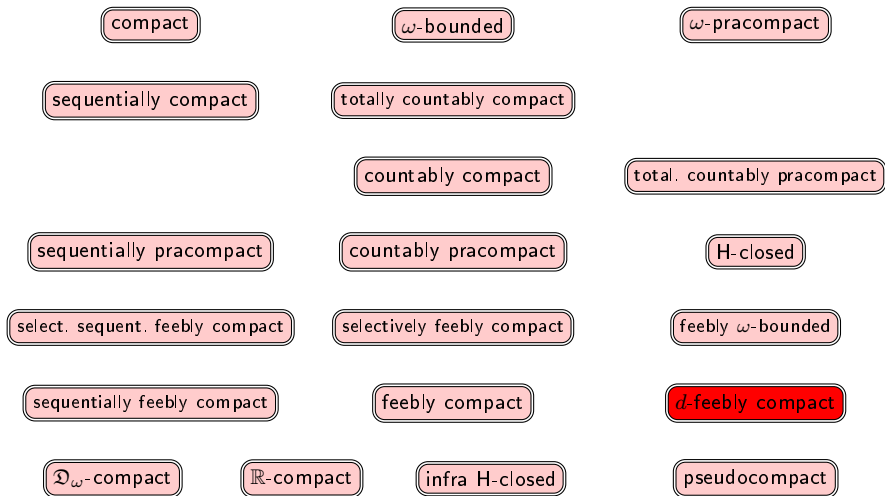 compact
ω-bounded
ω-pracompact
sequentially compact
totally countably compact
countably compact
total. countably pracompact
sequentially pracompact
countably pracompact
H-closed
select. sequent. feebly compact
selectively feebly compact
feebly ω-bounded
sequentially feebly compact
feebly compact
d-feebly compact
𝔇ω-compact
ℝ-compact
infra H-closed
pseudocompact